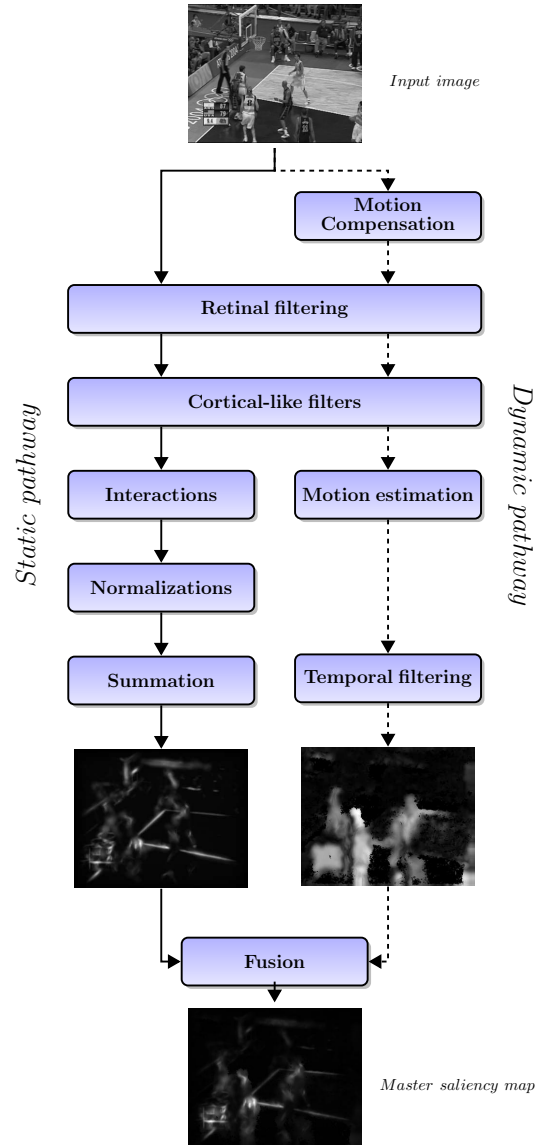 Input image
Motion
Compensation
Retinal filtering
Cortical-like filters
Static pathway
Dynamic pathway
Interactions
Motion estimation
Normalizations
Summation
Temporal filtering
Fusion
Master saliency map